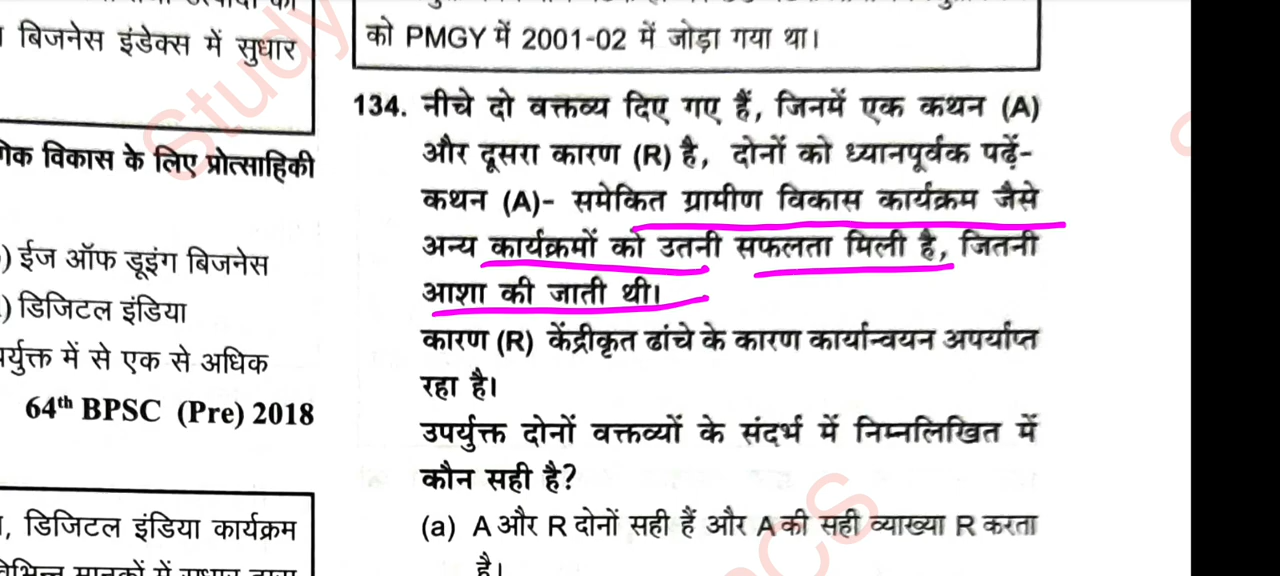 बिजनेस इंडेक्स में सुधार
विकास के लिए प्रोत्साहिकी
) ईज ऑफ डूइंग बिजनेस
) डिजिटल इंडिया
में से एक से अधिक
64th BPSC (Pre) 2018
, डिजिटल इंडिया कार्यक्रम
को PMGY में 2001-02 में जोड़ा गया था।
134. नीचे दो वक्तव्य दिए गए हैं, जिनमें एक कथन (A)
और दूसरा कारण (R) है, दोनों को ध्यानपूर्वक पढ़ें-
कथन (A)- समेकित ग्रामीण विकास कार्यक्रम जैसे
अन्य कार्यक्रमों को उतनी सफलता मिली है, जितनी
आशा की जाती थी।
कारण (R) केंद्रीकृत ढांचे के कारण कार्यान्वयन अपर्याप्त
रहा है।
उपर्युक्त दोनों वक्तव्यों के संदर्भ में निम्नलिखित में
कौन सही है?
(a) A और R दोनों सही हैं और A की सही व्याख्या R करता
है।
Study